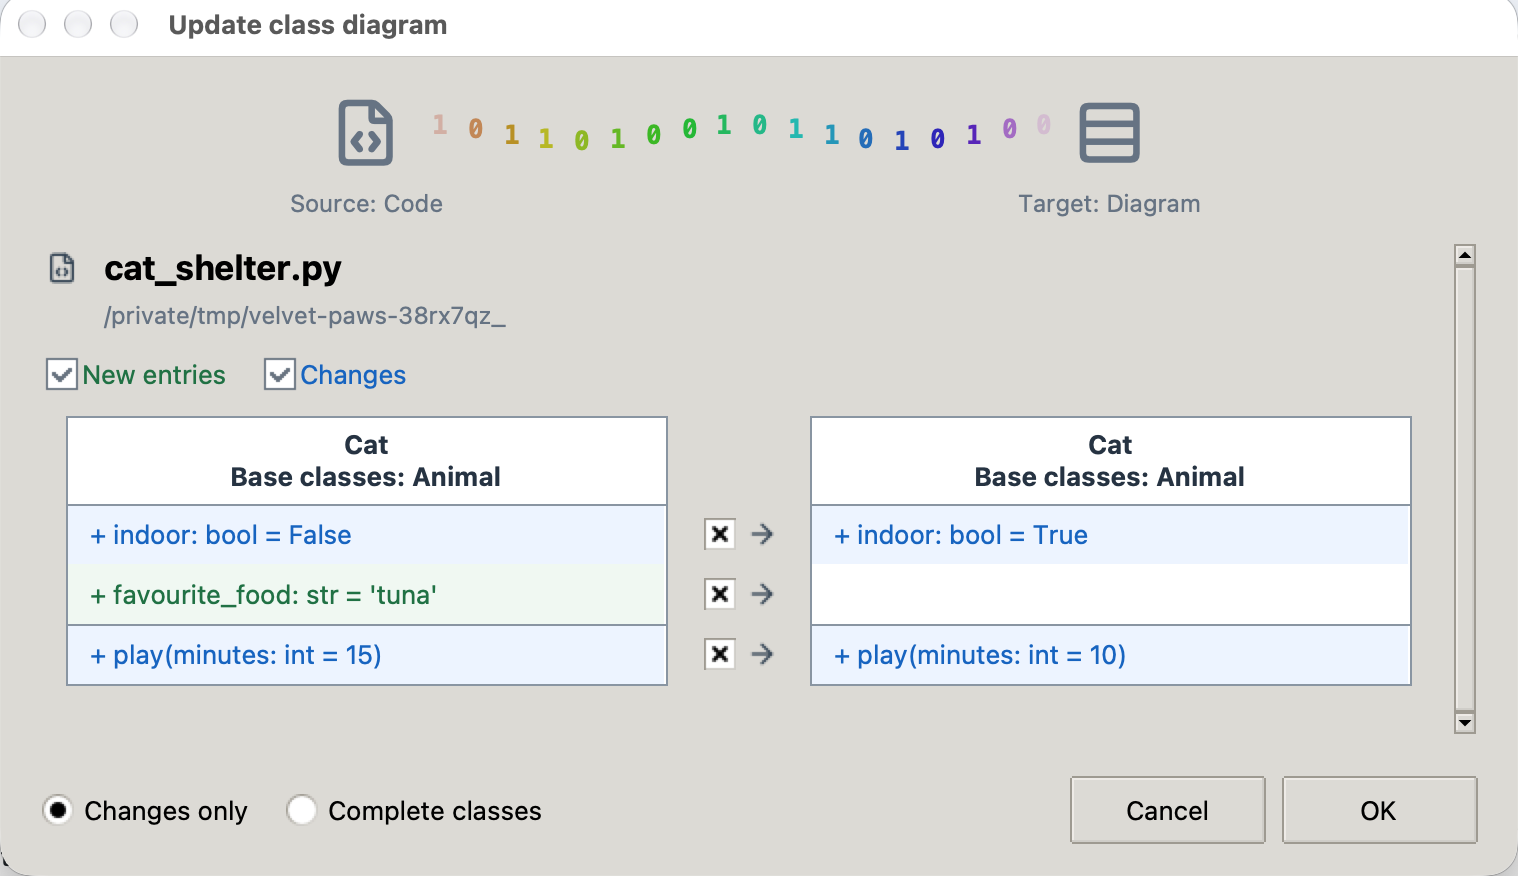 Update class diagram
1 0 1 1 0 1 0 0 1 0 1 1 0 1 0 1 0 0
Source: Code
Target: Diagram
cat_shelter.py
/private/tmp/velvet-paws-38rx7qz_
New entries
Changes
Cat
Base classes: Animal
+ indoor: bool = False
+ favourite_food: str = 'tuna'
+ play(minutes: int = 15)
Cat
Base classes: Animal
+ indoor: bool = True
+ play(minutes: int = 10)
Changes only
Complete classes
Cancel
OK